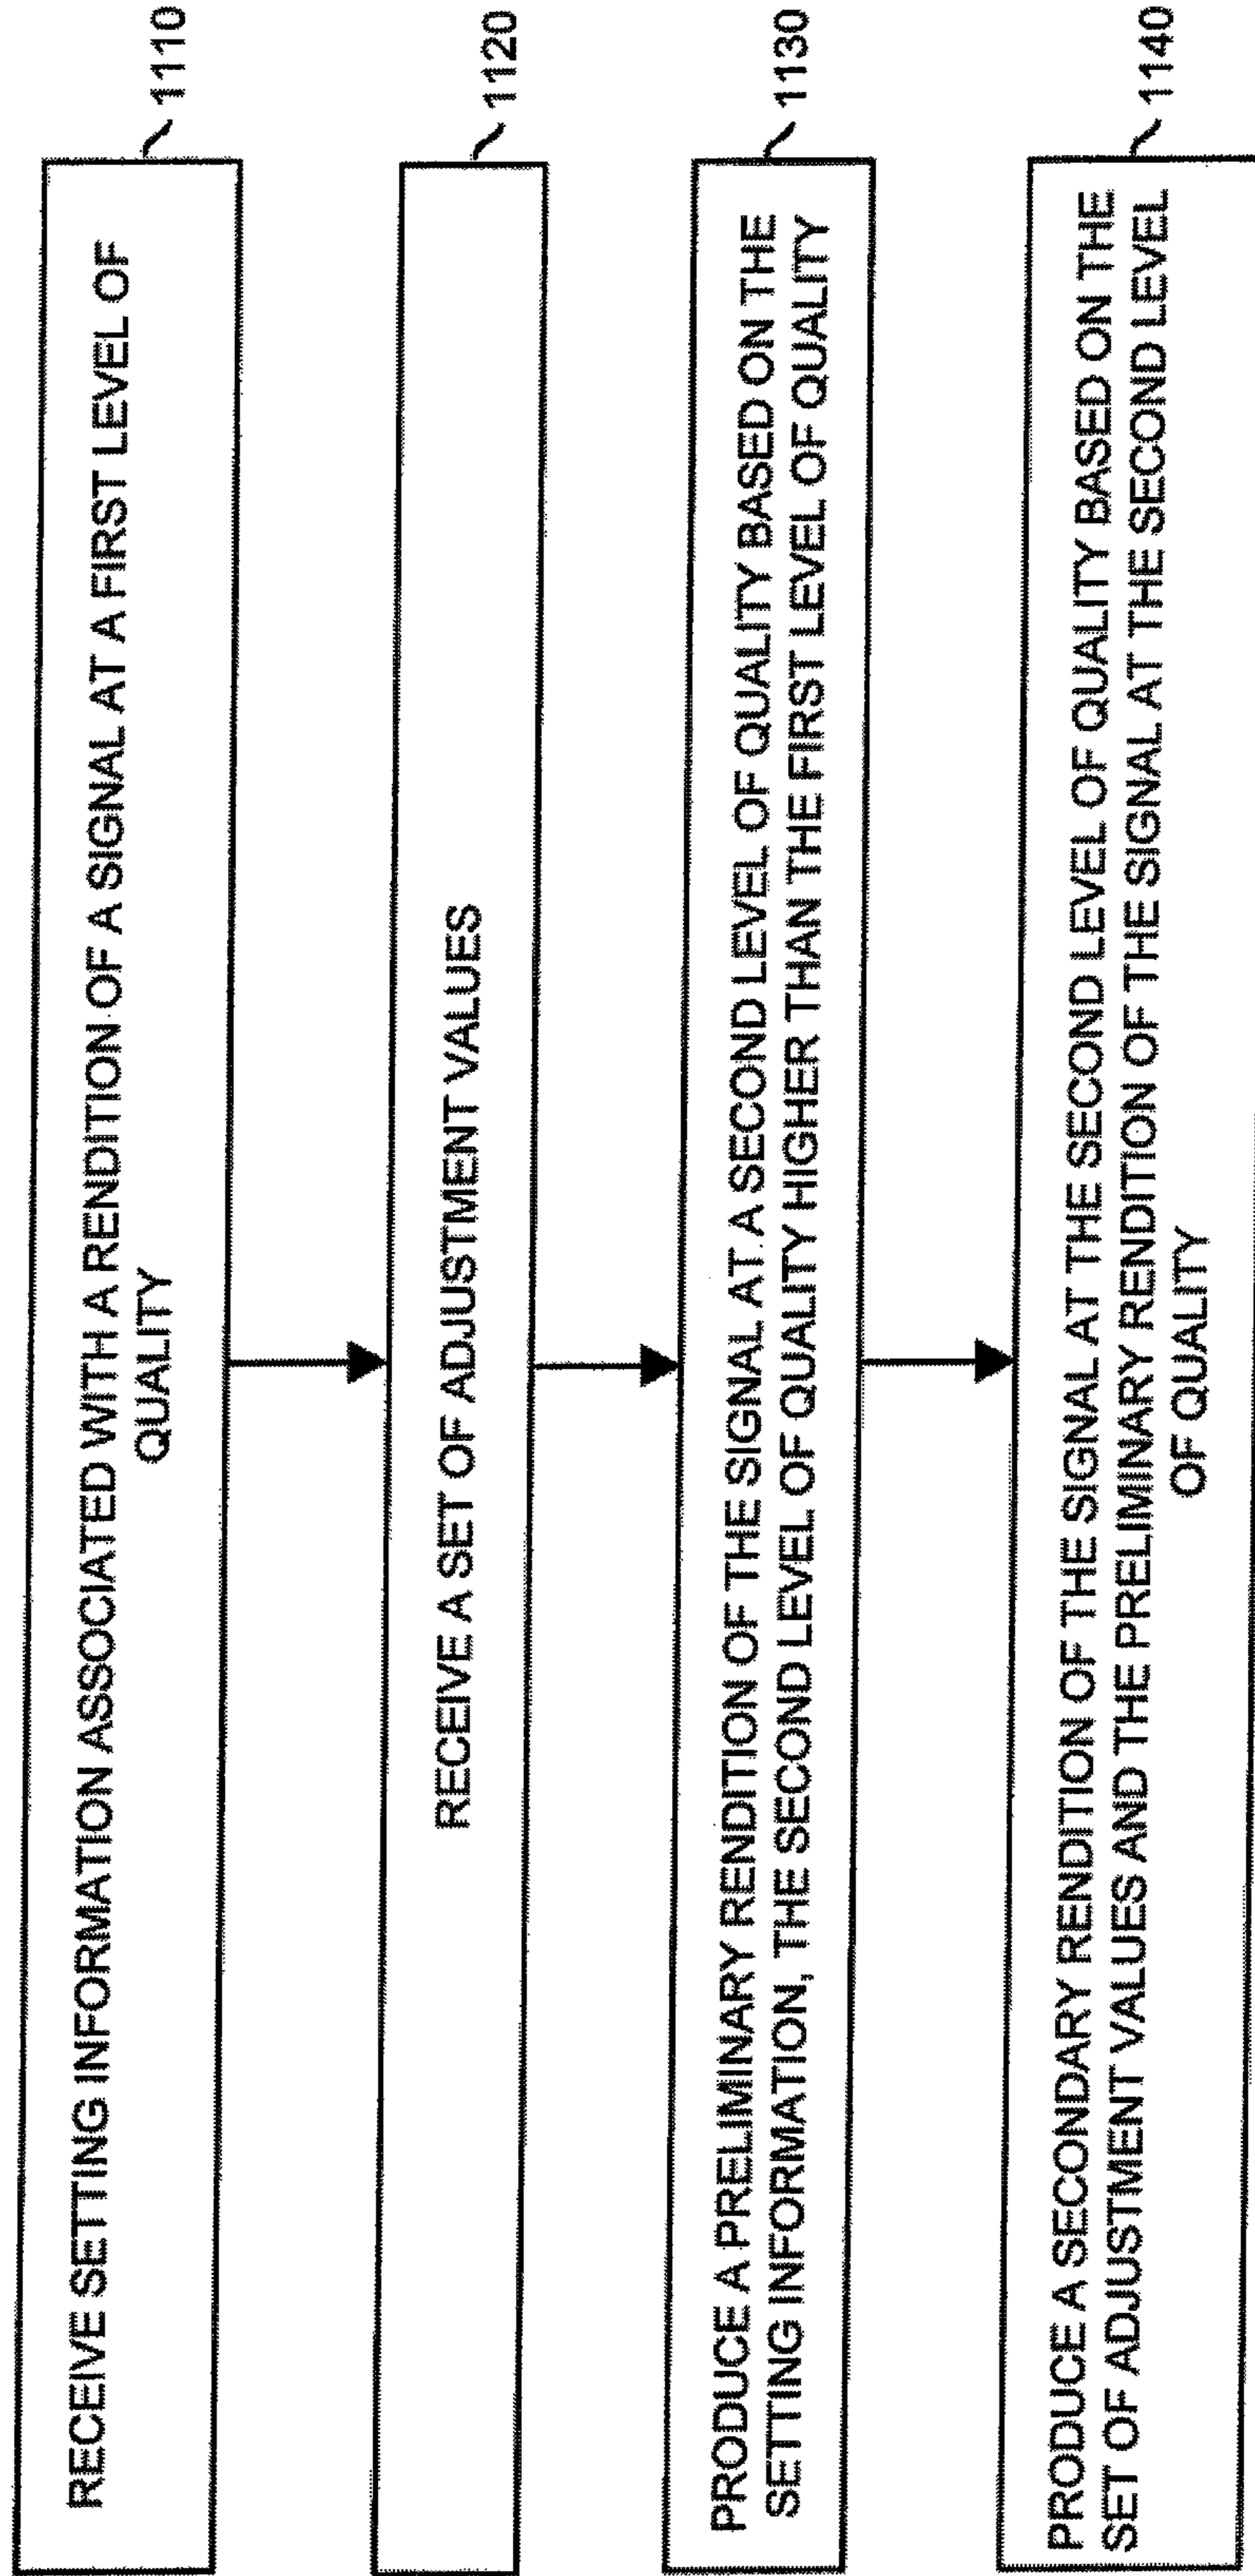 RECEIVE SETTING INFORMATION ASSOCIATED WITH A RENDITION OF A SIGNAL AT A FIRST LEVEL OF
QUALITY
1110
RECEIVE A SET OF ADJUSTMENT VALUES
1120
PRODUCE A PRELIMINARY RENDITION OF THE SIGNAL AT A SECOND LEVEL OF QUALITY BASED ON THE
SETTING INFORMATION, THE SECOND LEVEL OF QUALITY HIGHER THAN THE FIRST LEVEL OF QUALITY
1130
PRODUCE A SECONDARY RENDITION OF THE SIGNAL AT THE SECOND LEVEL OF QUALITY BASED ON THE
SET OF ADJUSTMENT VALUES AND THE PRELIMINARY RENDITION OF THE SIGNAL AT THE SECOND LEVEL
OF QUALITY
1140